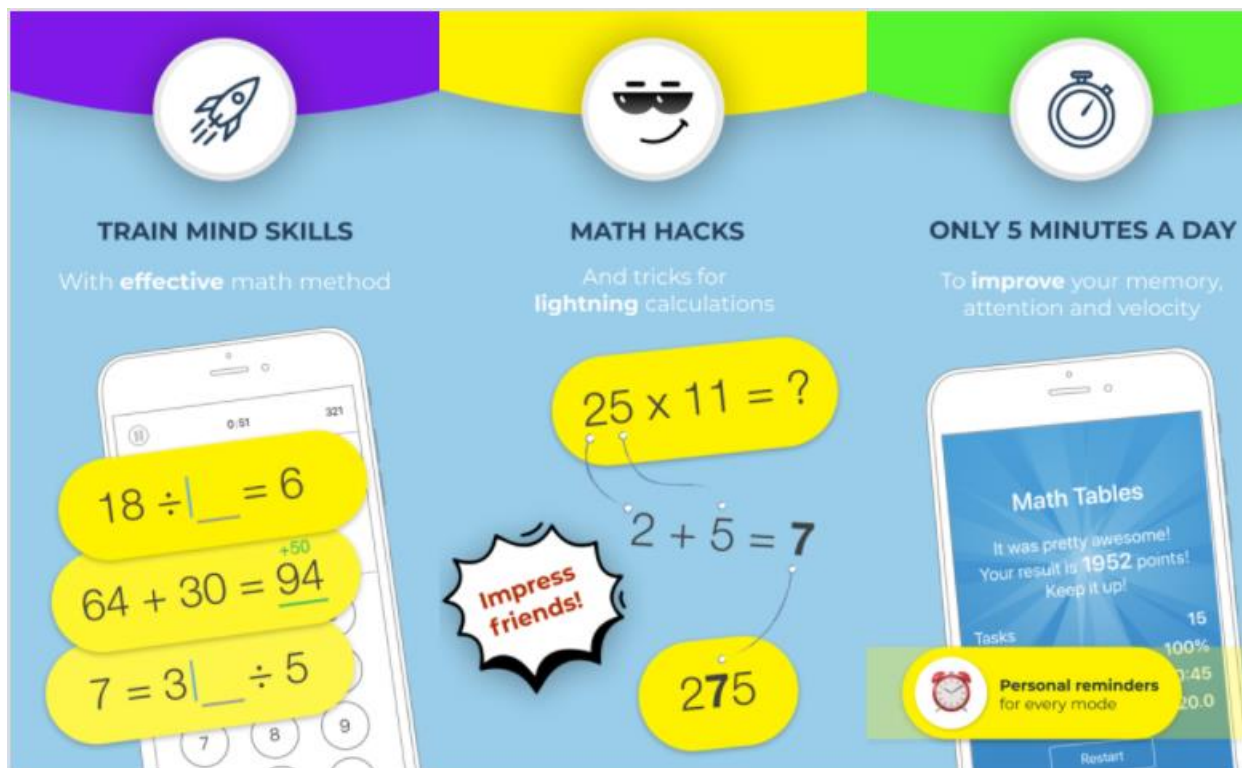 TRAIN MIND SKILLS
With effective math method
0:51
321
18 ÷ __ = 6
+50
64 + 30 = 94
7 = 3__ ÷ 5
7
8
9
MATH HACKS
And tricks for
lightning calculations
25 x 11 = ?
2 + 5 = 7
Impress
friends!
275
ONLY 5 MINUTES A DAY
To improve your memory,
attention and velocity
Math Tables
It was pretty awesome!
Your result is 1952 points!
Keep it up!
Tasks 15
100%
:45
20.0
Personal reminders
for every mode
Restart